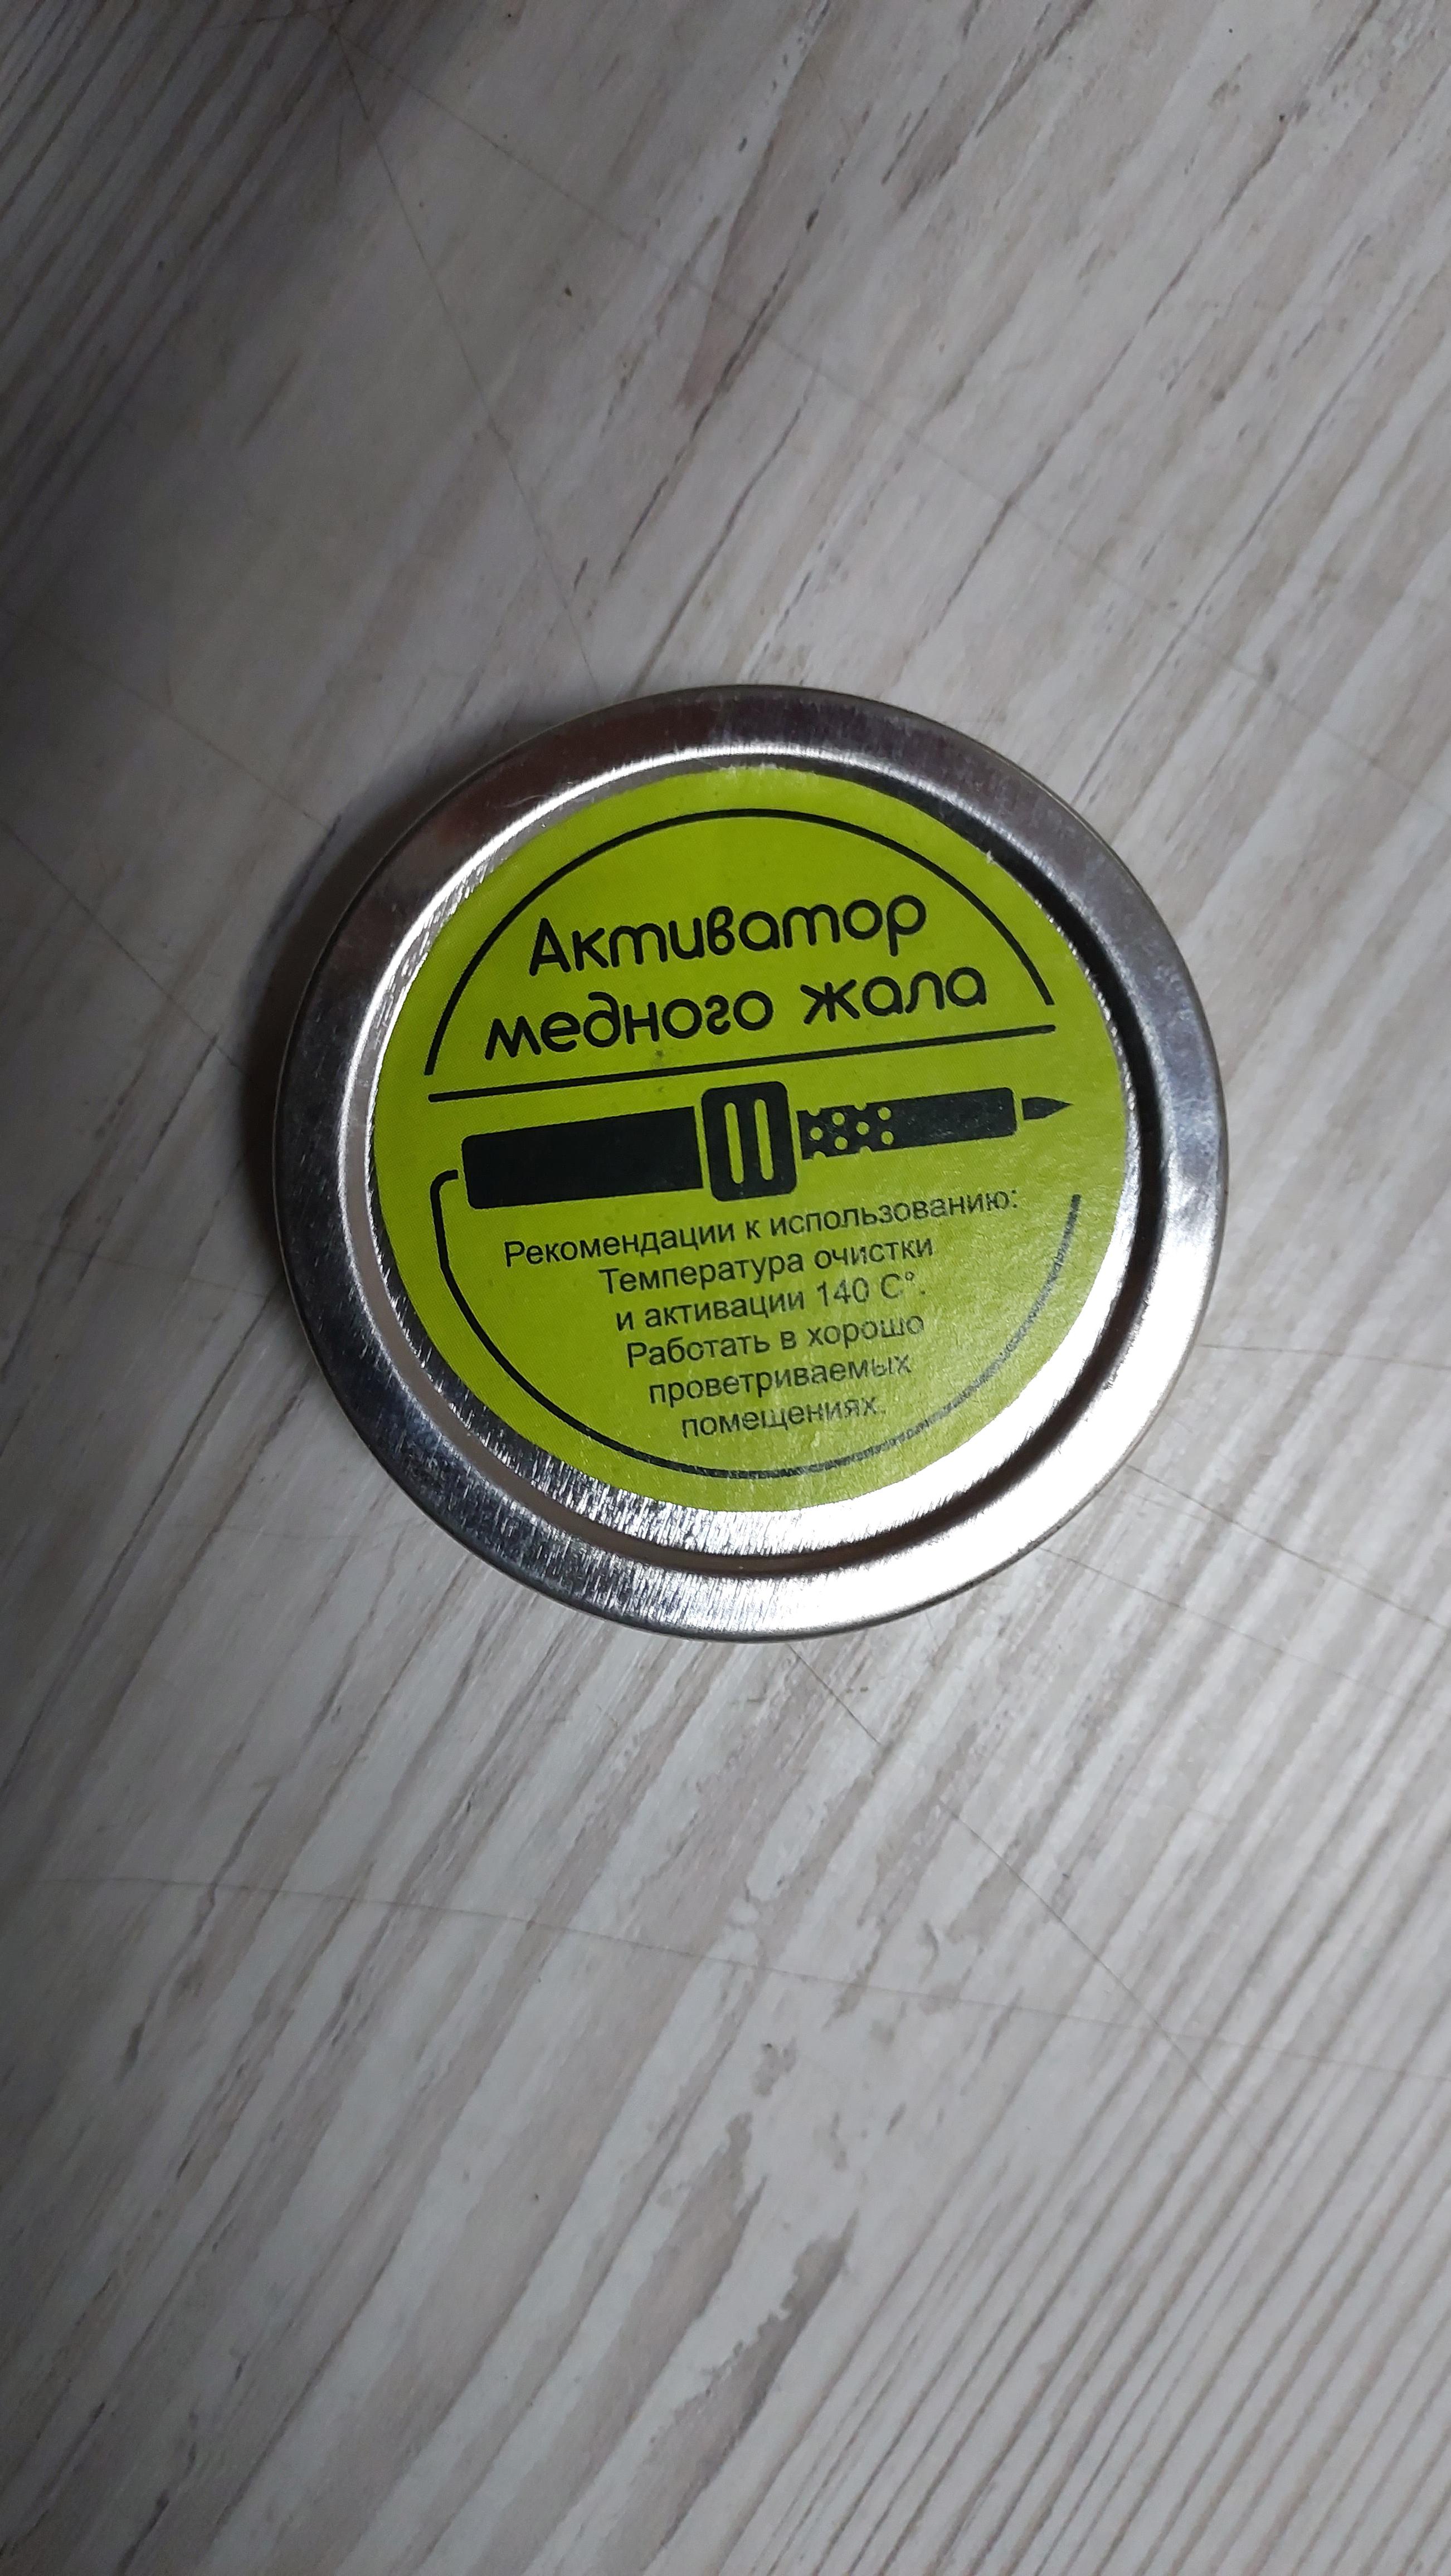 Активатор
медного жала
Рекомендации к использованию:
Температура очистки
и активации 140 С°.
Работать в хорошо
проветриваемых
помещениях.